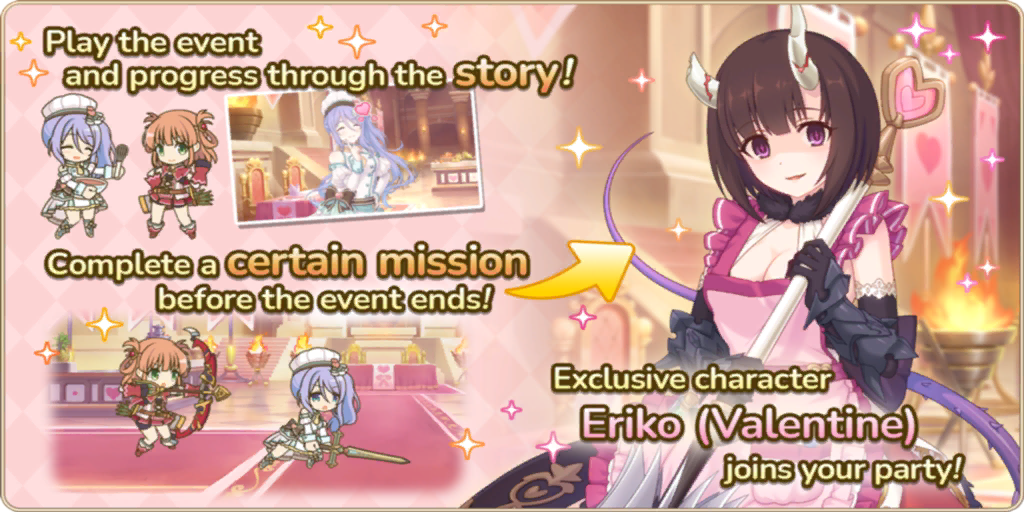 Play the event
and progress through the story!
Complete a certain mission
before the event ends!
Exclusive character
Eriko (Valentine)
joins your party!